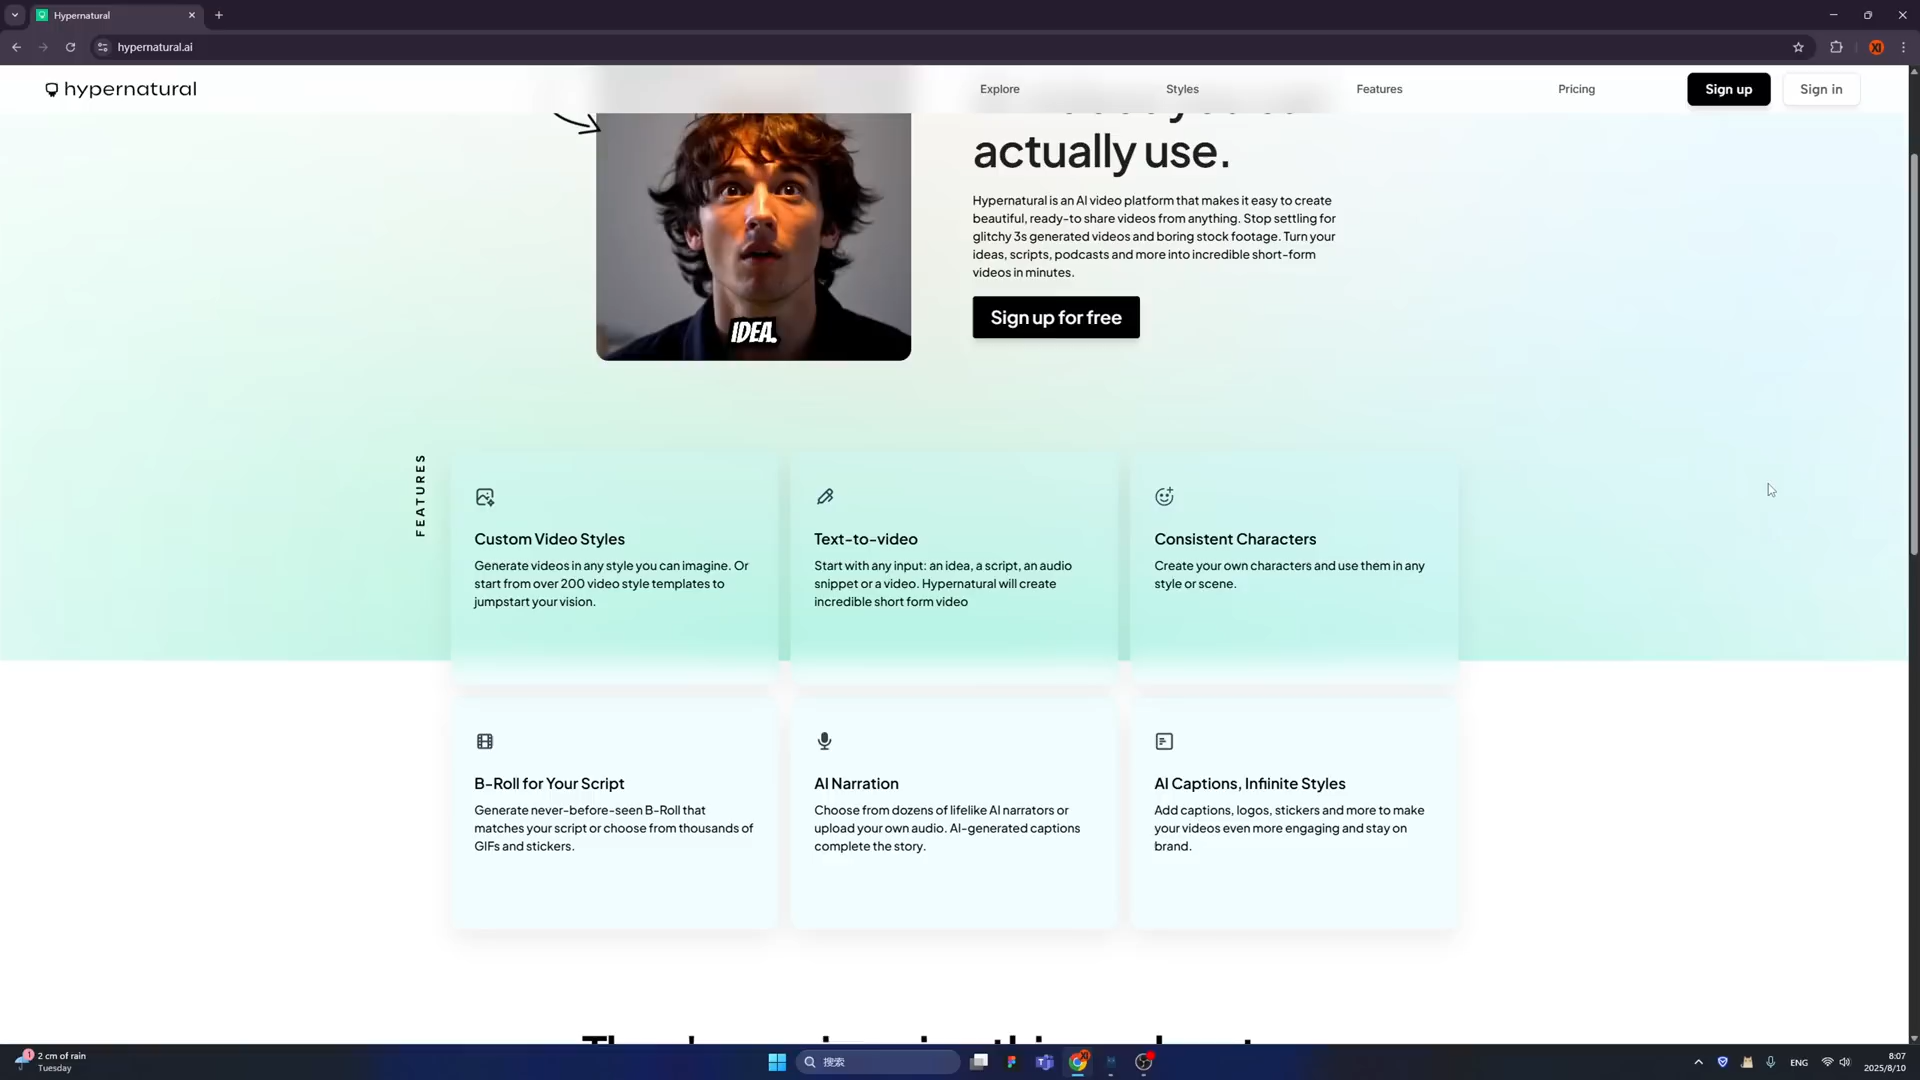 Hypernatural
hypernatural.ai
hypernatural
Explore
Styles
Features
Pricing
Sign up
Sign in
actually use.
Hypernatural is an AI video platform that makes it easy to create
beautiful, ready-to share videos from anything. Stop settling for
glitchy 3s generated videos and boring stock footage. Turn your
ideas, scripts, podcasts and more into incredible short-form
videos in minutes.
Sign up for free
IDEA.
FEATURES
Custom Video Styles
Generate videos in any style you can imagine. Or
start from over 200 video style templates to
jumpstart your vision.
Text-to-video
Start with any input: an idea, a script, an audio
snippet or a video. Hypernatural will create
incredible short form video
Consistent Characters
Create your own characters and use them in any
style or scene.
B-Roll for Your Script
Generate never-before-seen B-Roll that
matches your script or choose from thousands of
GIFs and stickers.
AI Narration
Choose from dozens of lifelike AI narrators or
upload your own audio. AI-generated captions
complete the story.
AI Captions, Infinite Styles
Add captions, logos, stickers and more to make
your videos even more engaging and stay on
brand.
1
2 cm of rain
Tuesday
搜索
XI
ENG
8:07
2025/8/10